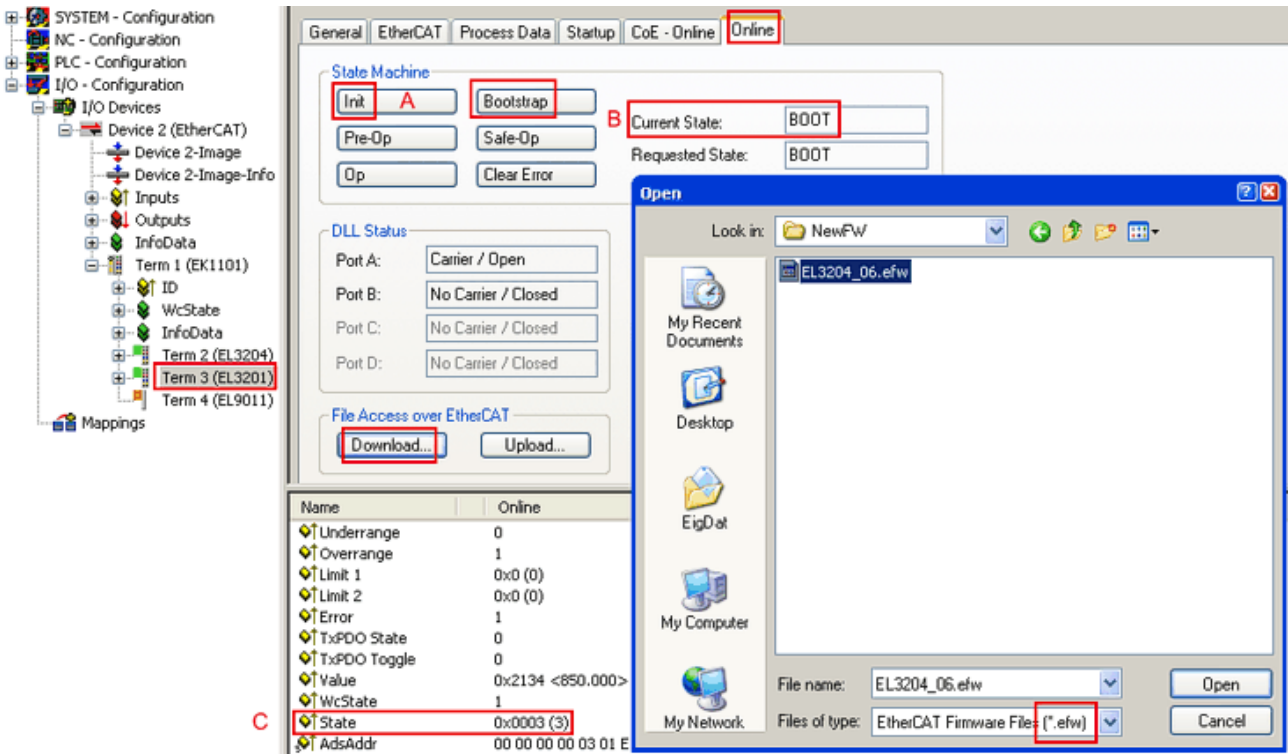 SYSTEM - Configuration
NC - Configuration
PLC - Configuration
I/O - Configuration
I/O Devices
Device 2 (EtherCAT)
Device 2-Image
Device 2-Image-Info
Inputs
Outputs
InfoData
Term 1 (EK1101)
ID
WcState
InfoData
Term 2 (EL3204)
Term 3 (EL3201)
Term 4 (EL9011)
Mappings
General EtherCAT Process Data Startup CoE - Online Online
State Machine
Init A Bootstrap
Pre-Op Safe-Op
Op Clear Error
B Current State: BOOT
Requested State: BOOT
DLL Status
Port A: Carrier / Open
Port B: No Carrier / Closed
Port C: No Carrier / Closed
Port D: No Carrier / Closed
File Access over EtherCAT
Download... Upload...
Name Online
Underrange 0
Overrange 1
Limit 1 0x0 (0)
Limit 2 0x0 (0)
Error 1
TxPDO State 0
TxPDO Toggle 0
Value 0x2134 <850.000>
WcState 1
C State 0x0003 (3)
AdsAddr 00 00 00 00 03 01 E
Open
Look in: NewFW
EL3204_06.efw
My Recent
Documents
Desktop
EigDat
My Computer
My Network
File name: EL3204_06.efw Open
Files of type: EtherCAT Firmware Files (*.efw) Cancel